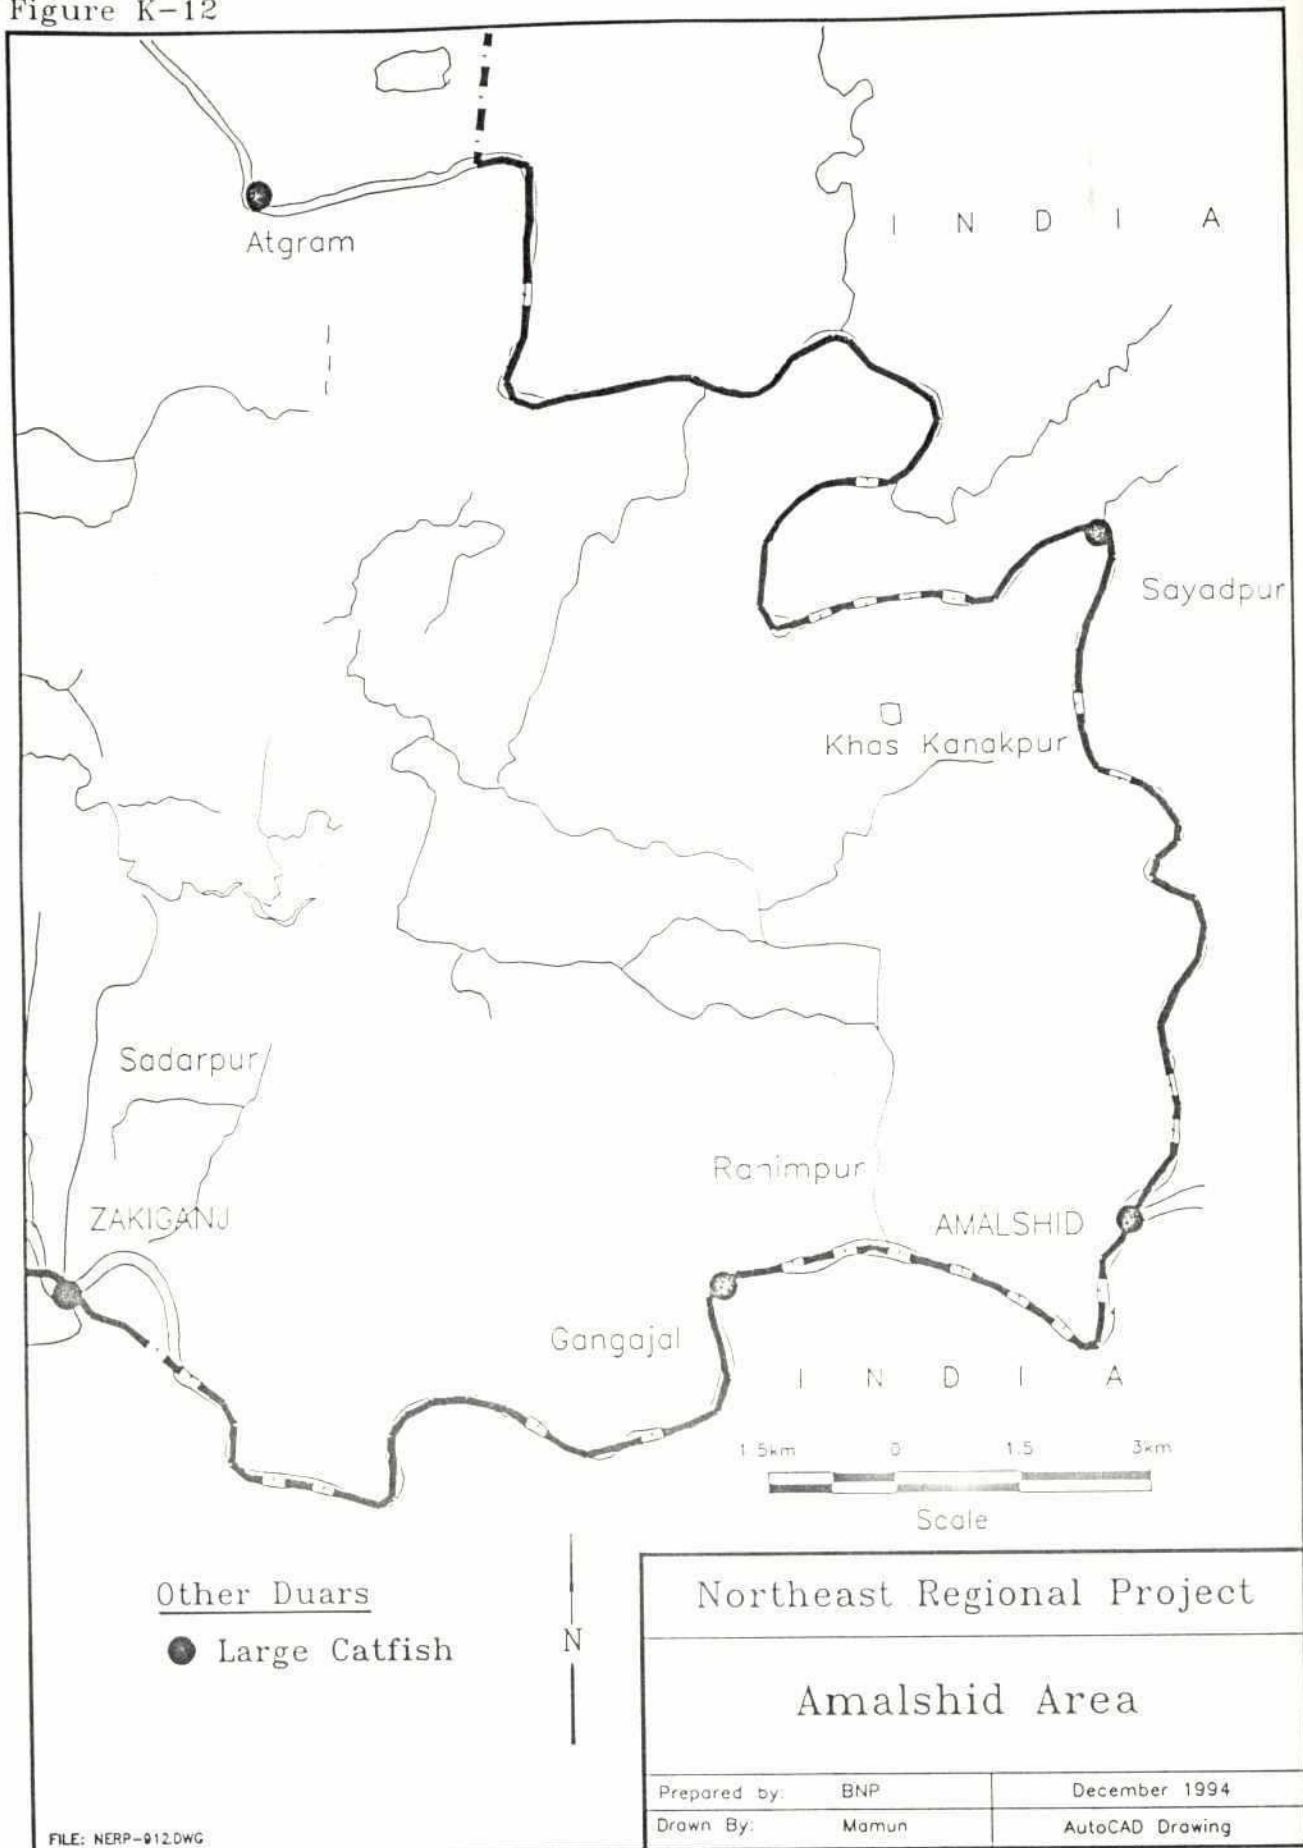 Figure K-12
Atgram
I N D I A
Sayadpur
Khas Kanakpur
Sadarpur
Ranimpur
ZAKIGANJ
AMALSHID
Gangajal
I N D I A
1.5km 0 1.5 3km
Scale
Other Duars
Large Catfish
N
Northeast Regional Project
Amalshid Area
Prepared by: BNP December 1994
Drawn By: Mamun AutoCAD Drawing
FILE: NERP-912.DWG